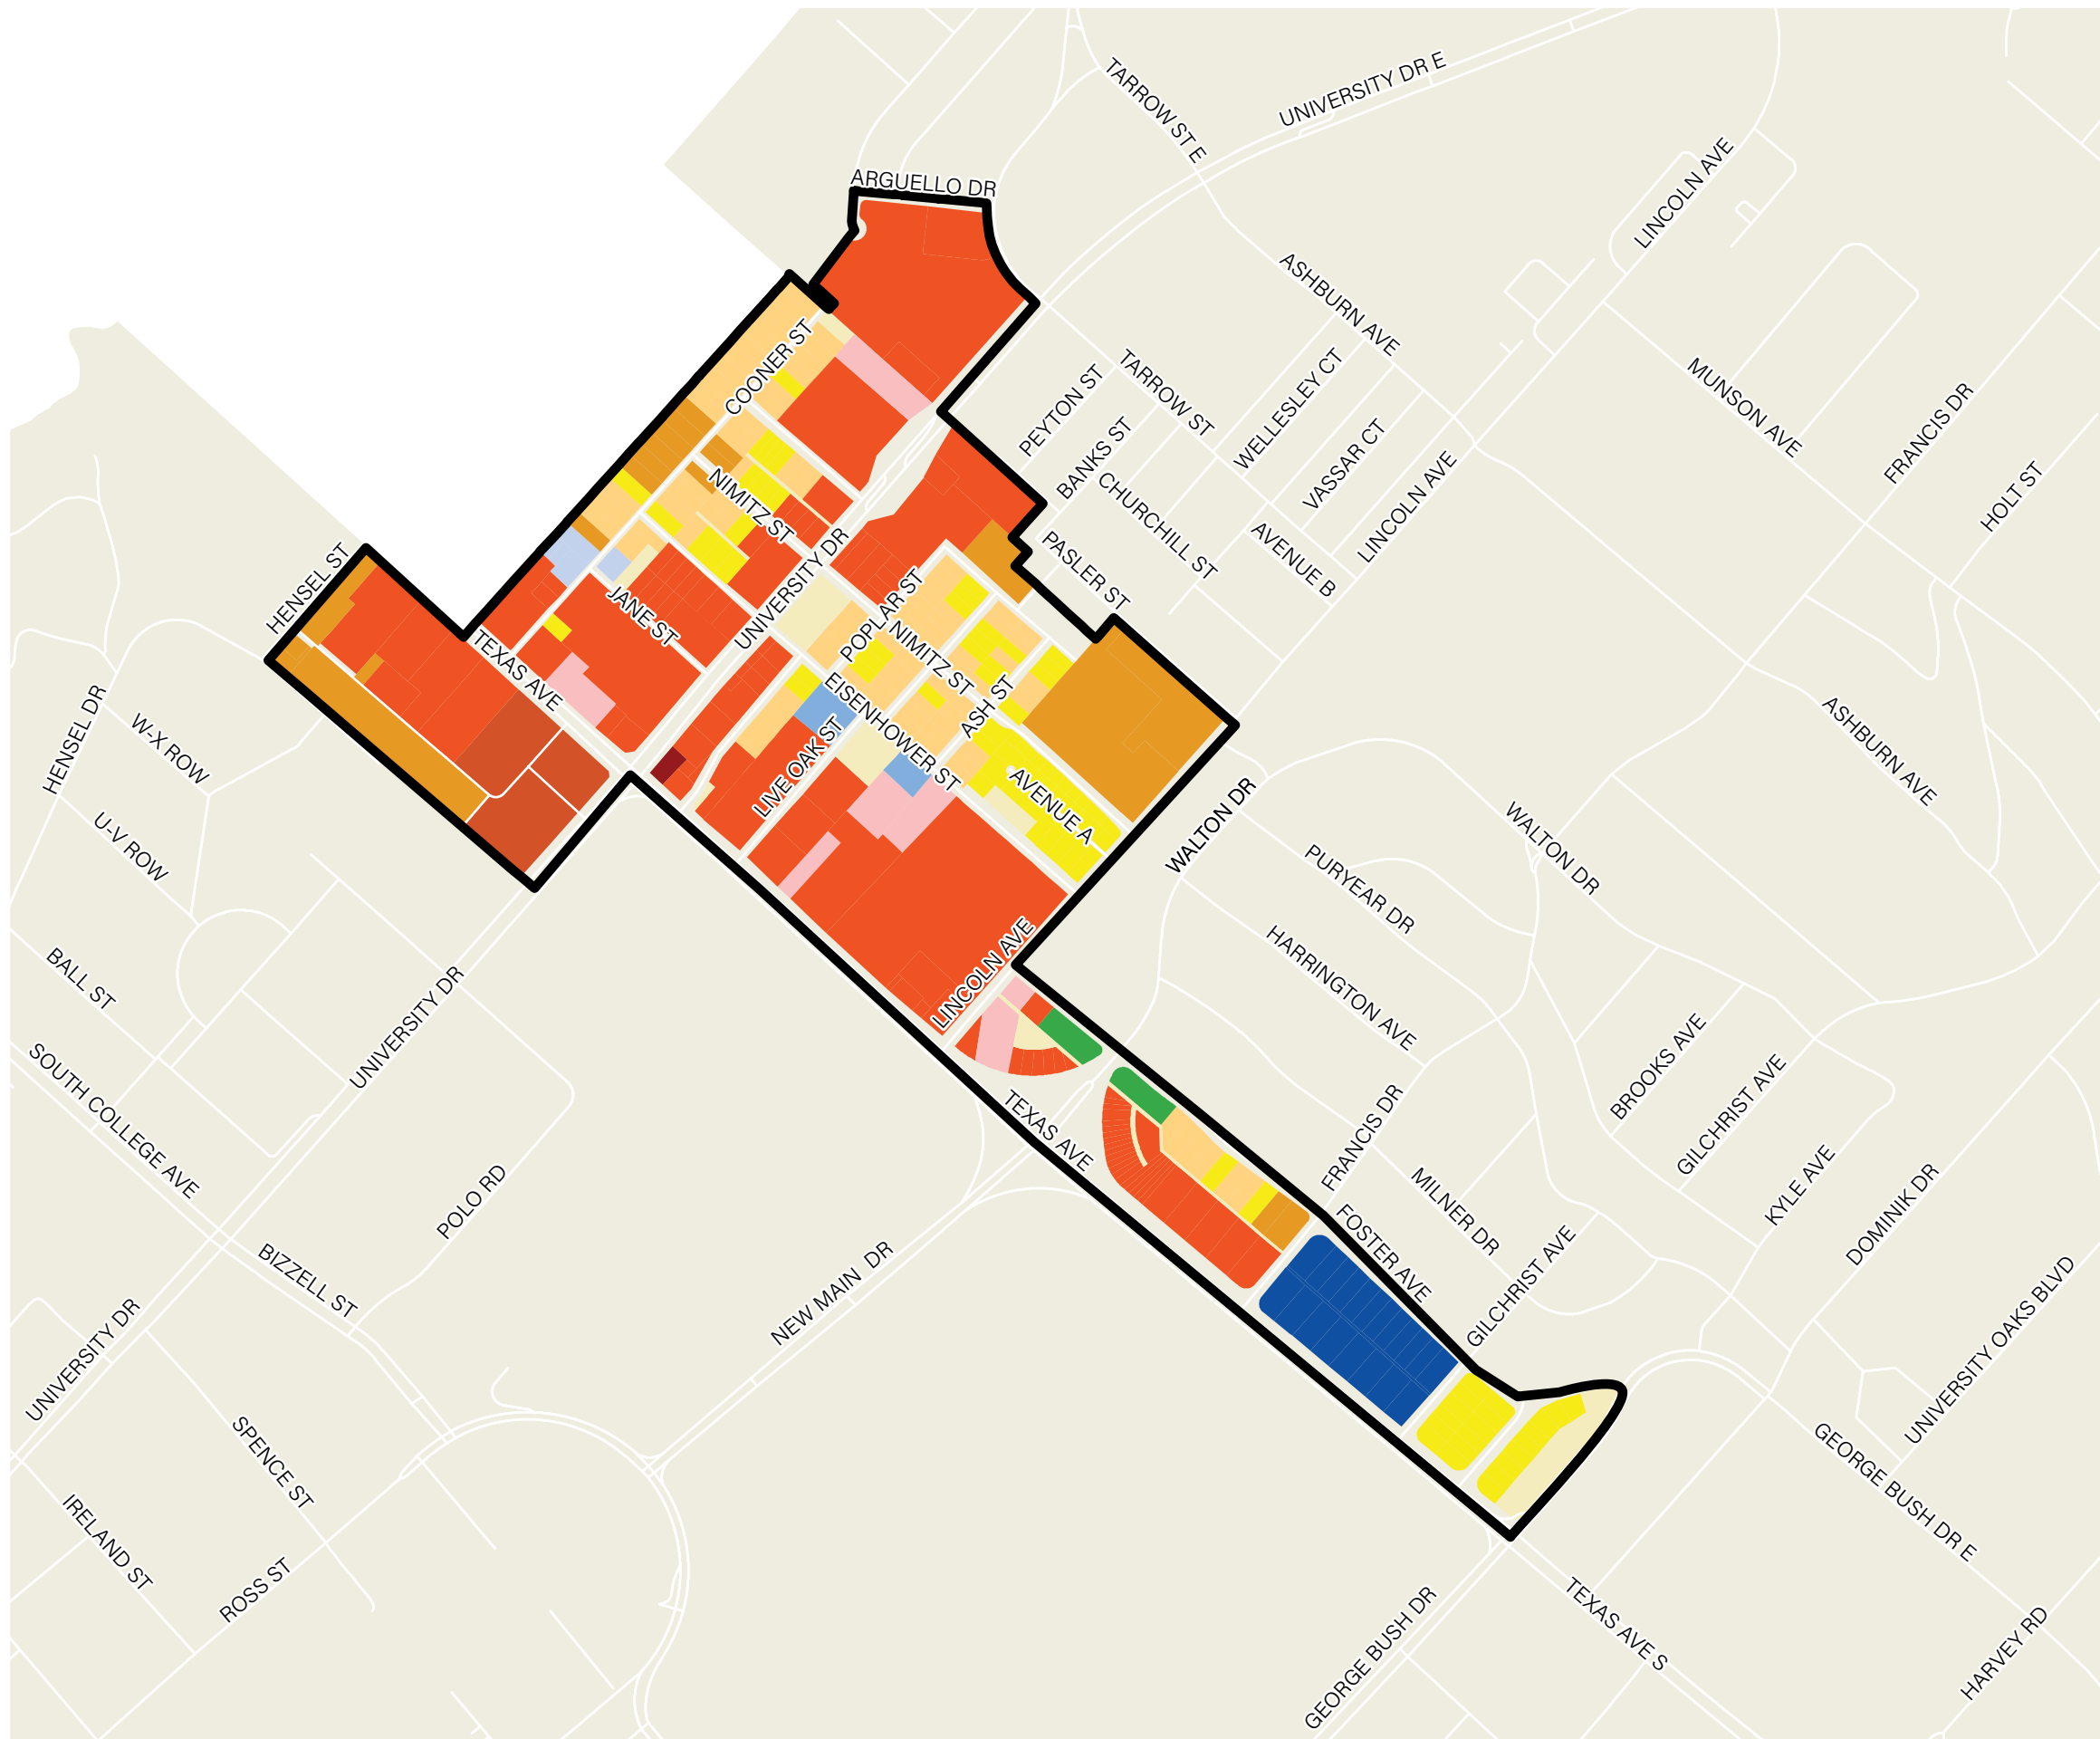 UNIVERSITY DR E
TARROW ST E
LINCOLN AVE
ARGUELLO DR
ASHBURN AVE
COONER ST
TARROW ST
PEYTON ST
WELLESLEY CT
MUNSON AVE
FRANCIS DR
BANKS ST
VASSAR CT
LINCOLN AVE
HOLT ST
NIMITZ ST
CHURCHILL ST
AVENUE B
PASLER ST
HENSEL ST
UNIVERSITY DR
JANE ST
POPLAR ST
NIMITZ ST
TEXAS AVE
EISENHOWER ST
ASH ST
HENSEL DR
W-X ROW
LIVE OAK ST
AVENUE A
ASHBURN AVE
WALTON DR
WALTON DR
U-V ROW
PURYEAR DR
HARRINGTON AVE
LINCOLN AVE
BALL ST
UNIVERSITY DR
BROOKS AVE
GILCHRIST AVE
SOUTH COLLEGE AVE
TEXAS AVE
FRANCIS DR
KYLE AVE
DOMINIK DR
MILNER DR
POLO RD
FOSTER AVE
GILCHRIST AVE
BIZZELL ST
NEW MAIN DR
UNIVERSITY OAKS BLVD
UNIVERSITY DR
SPENCE ST
GEORGE BUSH DR E
IRELAND ST
ROSS ST
GEORGE BUSH DR
TEXAS AVE S
HARVEY RD